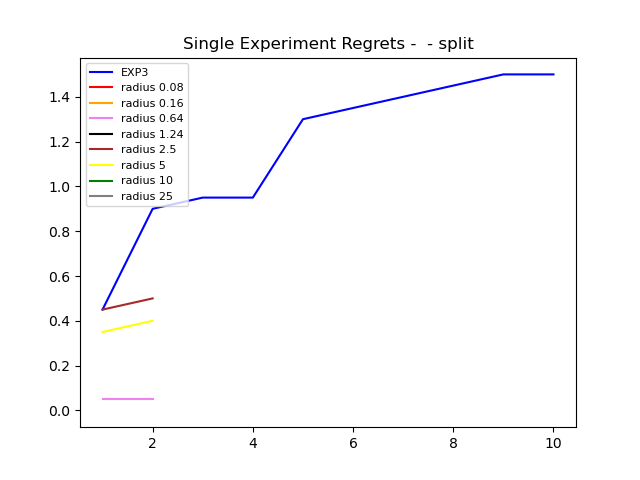 Single Experiment Regrets -  - split
EXP3
radius 0.08
radius 0.16
radius 0.64
radius 1.24
radius 2.5
radius 5
radius 10
radius 25
1.4
1.2
1.0
0.8
0.6
0.4
0.2
0.0
2 4 6 8 10